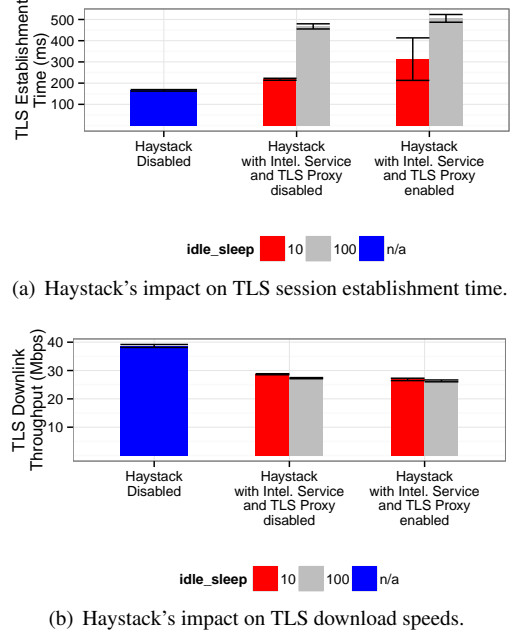 TLS Establishment
Time (ms)
500
400
300
200
100
Haystack
Disabled
Haystack
with Intel. Service
and TLS Proxy
disabled
Haystack
with Intel. Service
and TLS Proxy
enabled
idle_sleep 10 100 n/a
(a) Haystack's impact on TLS session establishment time.
TLS Downlink
Throughput (Mbps)
40
30
20
10
Haystack
Disabled
Haystack
with Intel. Service
and TLS Proxy
disabled
Haystack
with Intel. Service
and TLS Proxy
enabled
idle_sleep 10 100 n/a
(b) Haystack's impact on TLS download speeds.